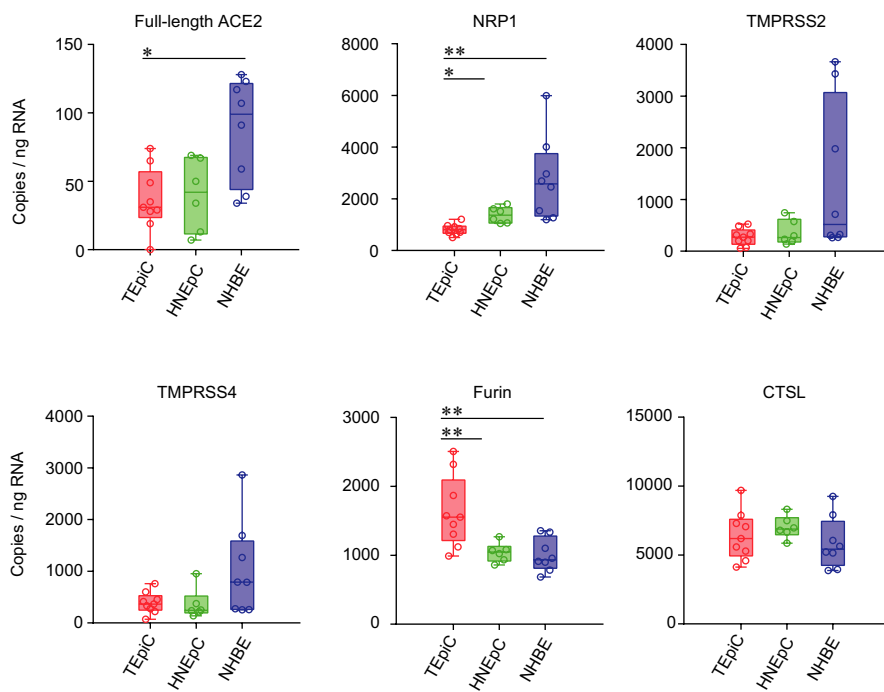 Full-length ACE2
NRP1
TMPRSS2
Copies / ng RNA
150
100
50
0
*
TEpiC
HNEpC
NHBE
8000
6000
4000
2000
0
**
*
TEpiC
HNEpC
NHBE
4000
3000
2000
1000
0
TEpiC
HNEpC
NHBE
TMPRSS4
Furin
CTSL
Copies / ng RNA
4000
3000
2000
1000
0
TEpiC
HNEpC
NHBE
3000
2000
1000
0
**
**
TEpiC
HNEpC
NHBE
15000
10000
5000
0
TEpiC
HNEpC
NHBE